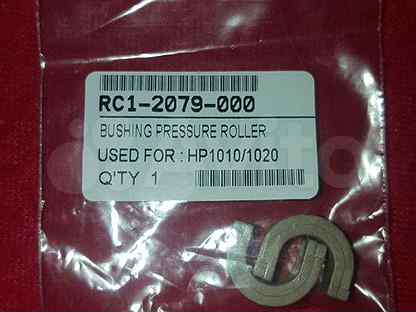 RC1-2079-000
BUSHING PRESSURE ROLLER
USED FOR : HP1010/1020
Q'TY 1